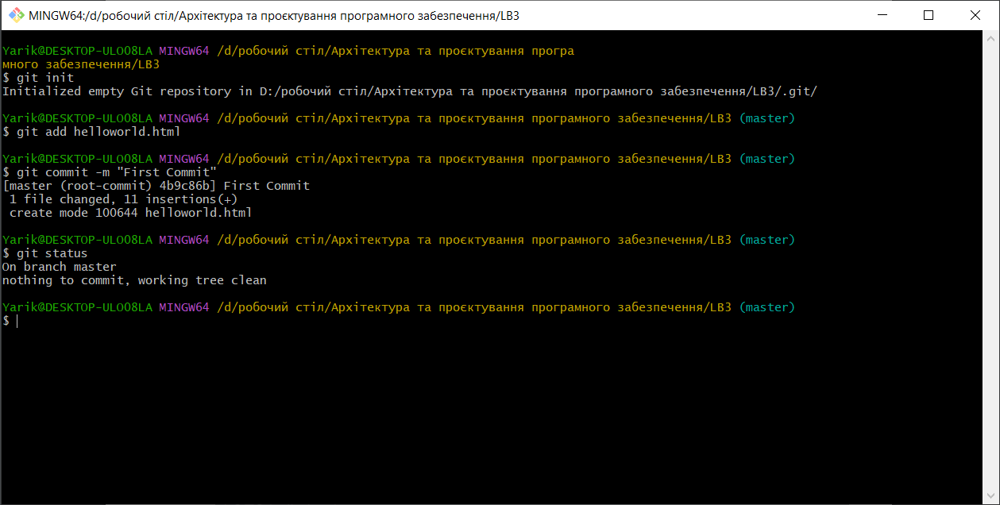 MINGW64:/d/робочий стіл/Архітектура та проєктування програмного забезпечення/LB3
Yarik@DESKTOP-ULO08LA MINGW64 /d/робочий стіл/Архітектура та проєктування програ
много забезпечення/LB3
$ git init
Initialized empty Git repository in D:/робочий стіл/Архітектура та проєктування програмного забезпечення/LB3/.git/
Yarik@DESKTOP-ULO08LA MINGW64 /d/робочий стіл/Архітектура та проєктування програмного забезпечення/LB3 (master)
$ git add helloworld.html
Yarik@DESKTOP-ULO08LA MINGW64 /d/робочий стіл/Архітектура та проєктування програмного забезпечення/LB3 (master)
$ git commit -m "First Commit"
[master (root-commit) 4b9c86b] First Commit
 1 file changed, 11 insertions(+)
 create mode 100644 helloworld.html
Yarik@DESKTOP-ULO08LA MINGW64 /d/робочий стіл/Архітектура та проєктування програмного забезпечення/LB3 (master)
$ git status
On branch master
nothing to commit, working tree clean
Yarik@DESKTOP-ULO08LA MINGW64 /d/робочий стіл/Архітектура та проєктування програмного забезпечення/LB3 (master)
$